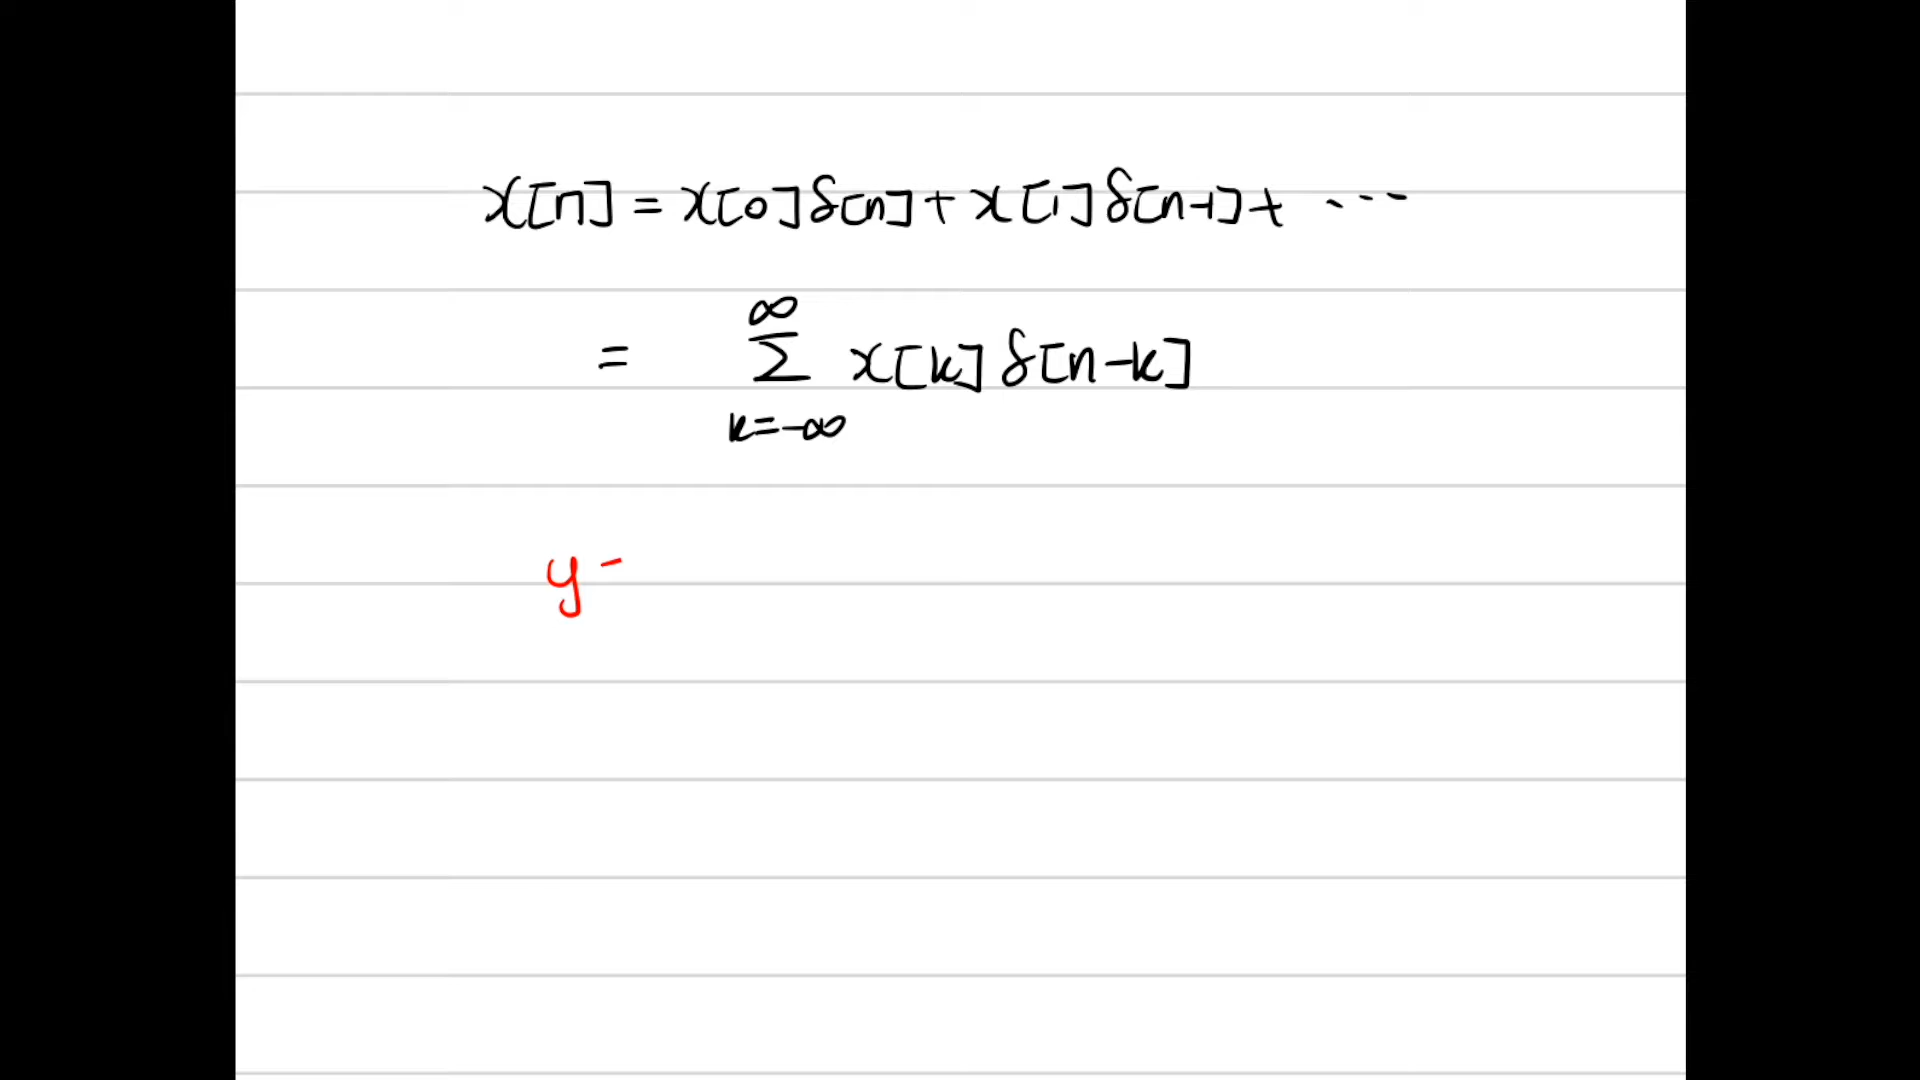 x[n] = x[0]δ[n] + x[1]δ[n-1] + ...
= ∑_{k=-∞}^{∞} x[k] δ[n-k]
y -